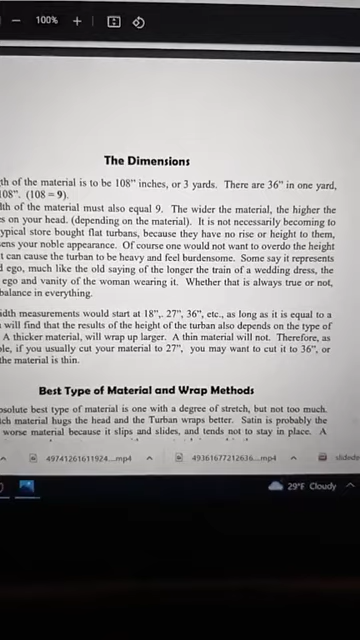 100%
The Dimensions
th of the material is to be 108" inches, or 3 yards. There are 36" in one yard,
108". (108 = 9).
lth of the material must also equal 9. The wider the material, the higher the
s on your head. (depending on the material). It is not necessarily becoming to
ypical store bought flat turbans, because they have no rise or height to them,
sens your noble appearance. Of course one would not want to overdo the height
t can cause the turban to be heavy and feel burdensome. Some say it represents
d ego, much like the old saying of the longer the train of a wedding dress, the
ego and vanity of the woman wearing it. Whether that is always true or not,
balance in everything.
idth measurements would start at 18",. 27", 36", etc., as long as it is equal to a
will find that the results of the height of the turban also depends on the type of
A thicker material, will wrap up larger. A thin material will not. Therefore, as
le, if you usually cut your material to 27", you may want to cut it to 36", or
the material is thin.
Best Type of Material and Wrap Methods
bsolute best type of material is one with a degree of stretch, but not too much.
tch material hugs the head and the Turban wraps better. Satin is probably the
worse material because it slips and slides, and tends not to stay in place. A
49741261611924....mp4
49361677212636....mp4
slidede
29°F Cloudy